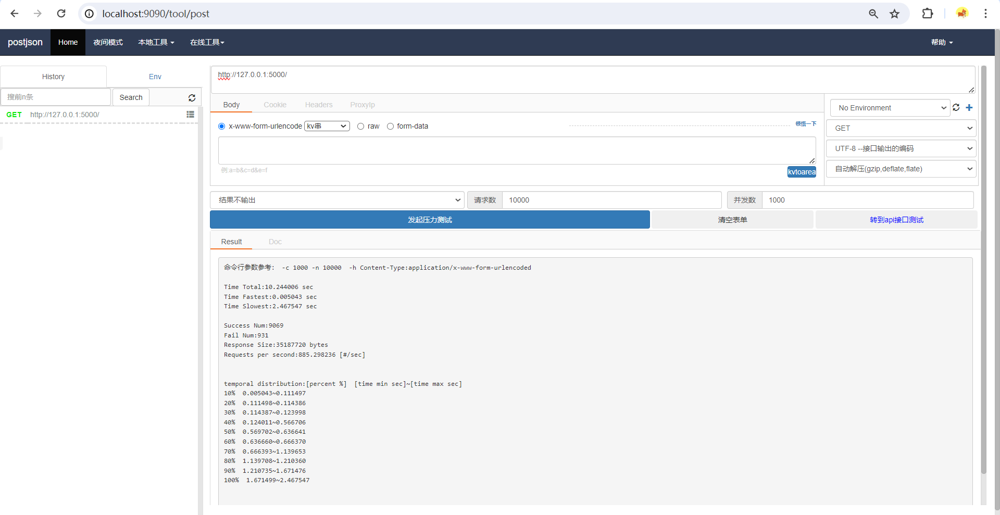 localhost:9090/tool/post
postjson Home 夜间模式 本地工具 在线工具 帮助
History Env
搜前n条 Search
GET http://127.0.0.1:5000/
http://127.0.0.1:5000/
Body Cookie Headers ProxyIp
x-www-form-urlencode kv串 raw form-data 领悟一下
例:a=b&c=d&e=f
kvtoarea
No Environment
GET
UTF-8 --接口输出的编码
自动解压(gzip,deflate,flate)
结果不输出 请求数 10000 并发数 1000
发起压力测试 清空表单 转到api接口测试
Result Doc
命令行参数参考: -c 1000 -n 10000 -h Content-Type:application/x-www-form-urlencoded
Time Total:10.244006 sec
Time Fastest:0.005043 sec
Time Slowest:2.467547 sec
Success Num:9069
Fail Num:931
Response Size:35187720 bytes
Requests per second:885.298236 [#/sec]
temporal distribution:[percent %] [time min sec]~[time max sec]
10% 0.005043~0.111497
20% 0.111498~0.114386
30% 0.114387~0.123998
40% 0.124011~0.566706
50% 0.569702~0.636641
60% 0.636660~0.666370
70% 0.666393~1.139653
80% 1.139708~1.210360
90% 1.210735~1.671476
100% 1.671499~2.467547